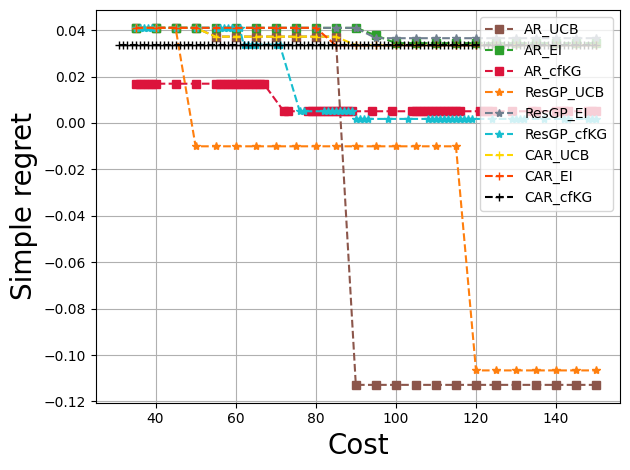 0.04
0.02
0.00
−0.02
−0.04
−0.06
−0.08
−0.10
−0.12
Simple regret
AR_UCB
AR_EI
AR_cfKG
ResGP_UCB
ResGP_EI
ResGP_cfKG
CAR_UCB
CAR_EI
CAR_cfKG
40 60 80 100 120 140
Cost